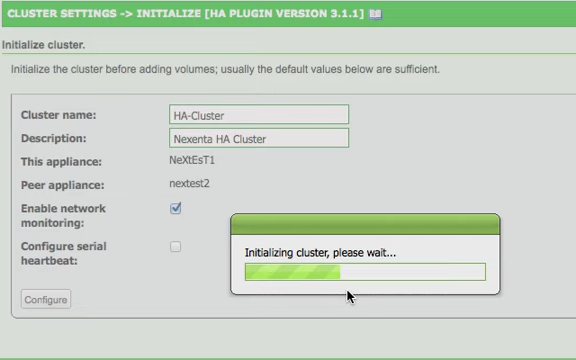 CLUSTER SETTINGS -> INITIALIZE [HA PLUGIN VERSION 3.1.1]
Initialize cluster.
Initialize the cluster before adding volumes; usually the default values below are sufficient.
Cluster name: HA-Cluster
Description: Nexenta HA Cluster
This appliance: NeXtEsT1
Peer appliance: nextest2
Enable network
monitoring:
Configure serial
heartbeat:
Initializing cluster, please wait...
Configure